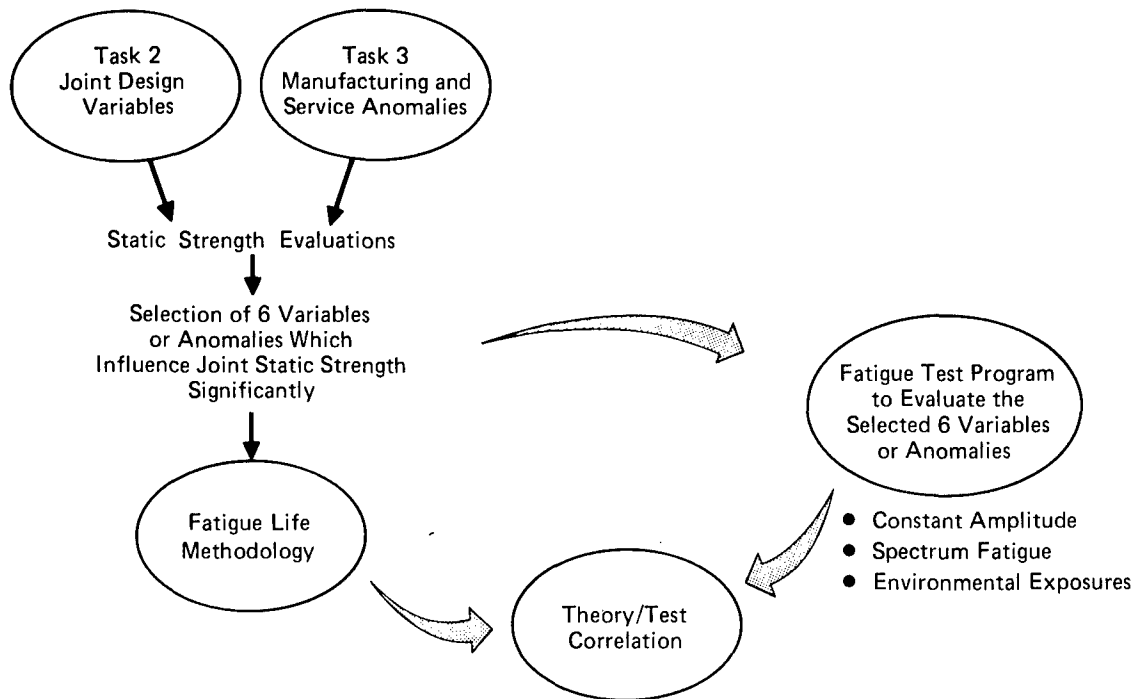 Task 2
Joint Design
Variables
Task 3
Manufacturing and
Service Anomalies
Static Strength Evaluations
Selection of 6 Variables
or Anomalies Which
Influence Joint Static Strength
Significantly
Fatigue Test Program
to Evaluate the
Selected 6 Variables
or Anomalies
● Constant Amplitude
● Spectrum Fatigue
● Environmental Exposures
Fatigue Life
Methodology
Theory/Test
Correlation